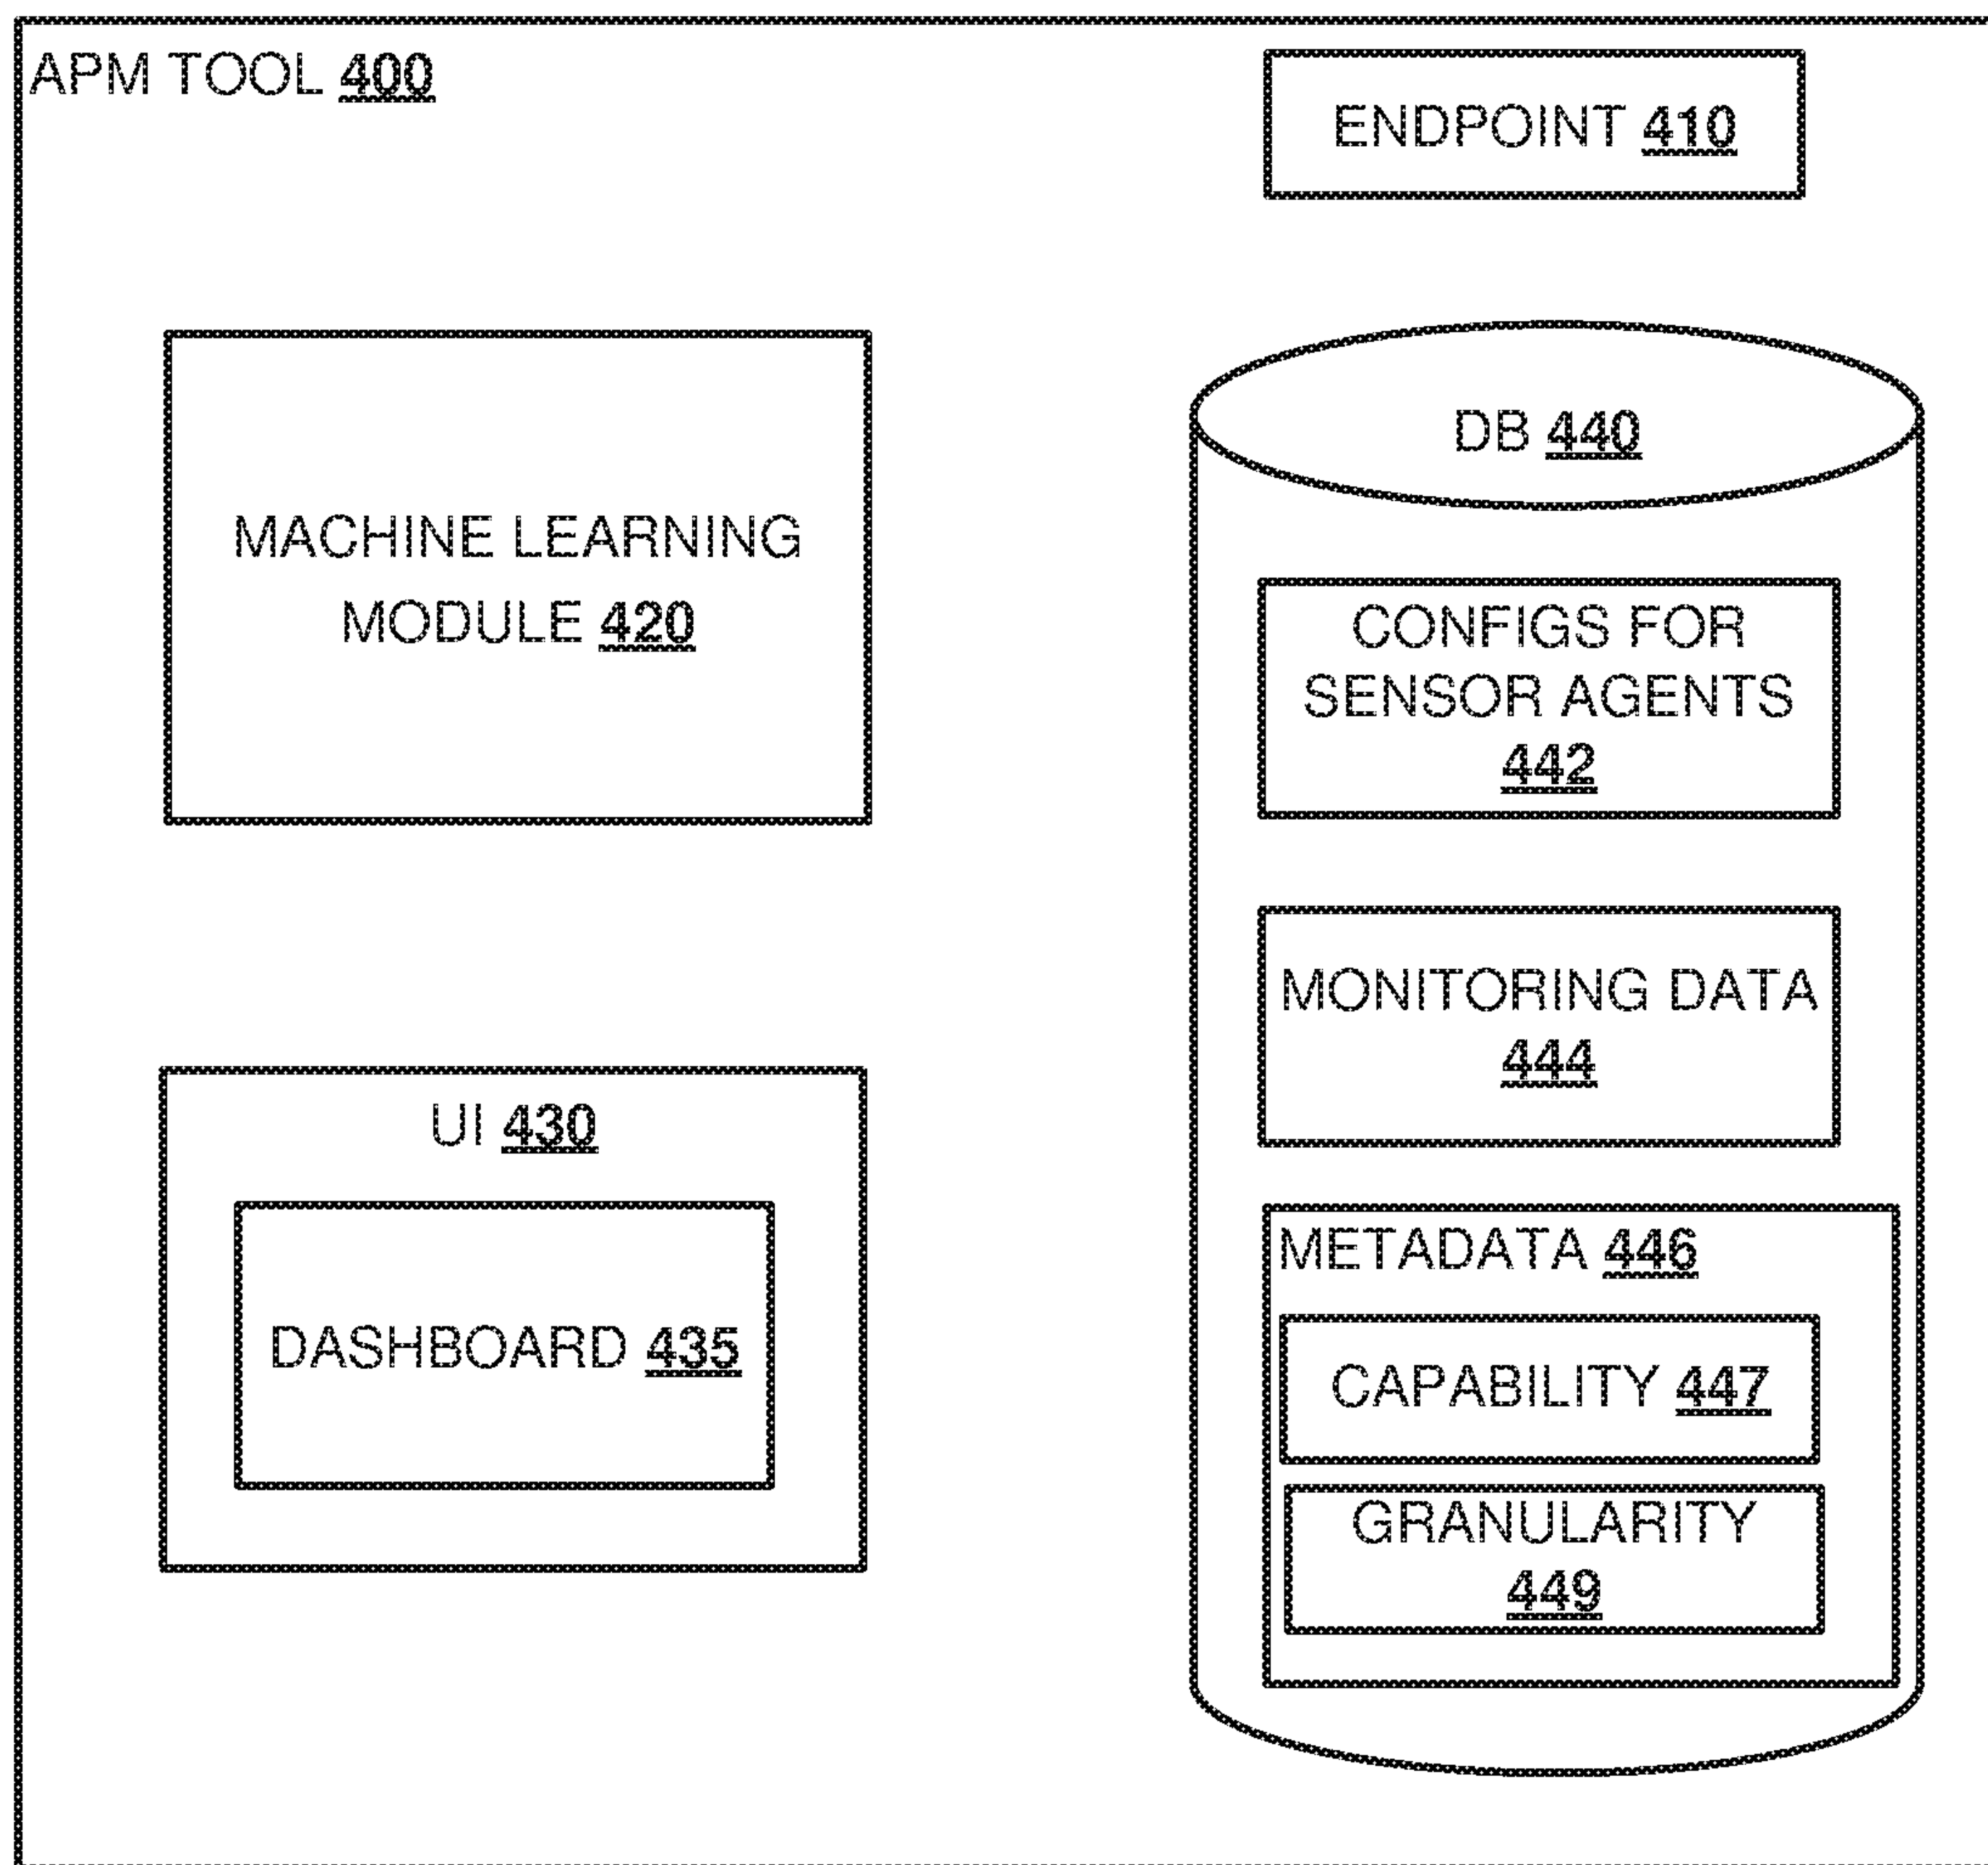 APM TOOL 400
ENDPOINT 410
MACHINE LEARNING
MODULE 420
UI 430
DASHBOARD 435
DB 440
CONFIGS FOR
SENSOR AGENTS
442
MONITORING DATA
444
METADATA 446
CAPABILITY 447
GRANULARITY
449